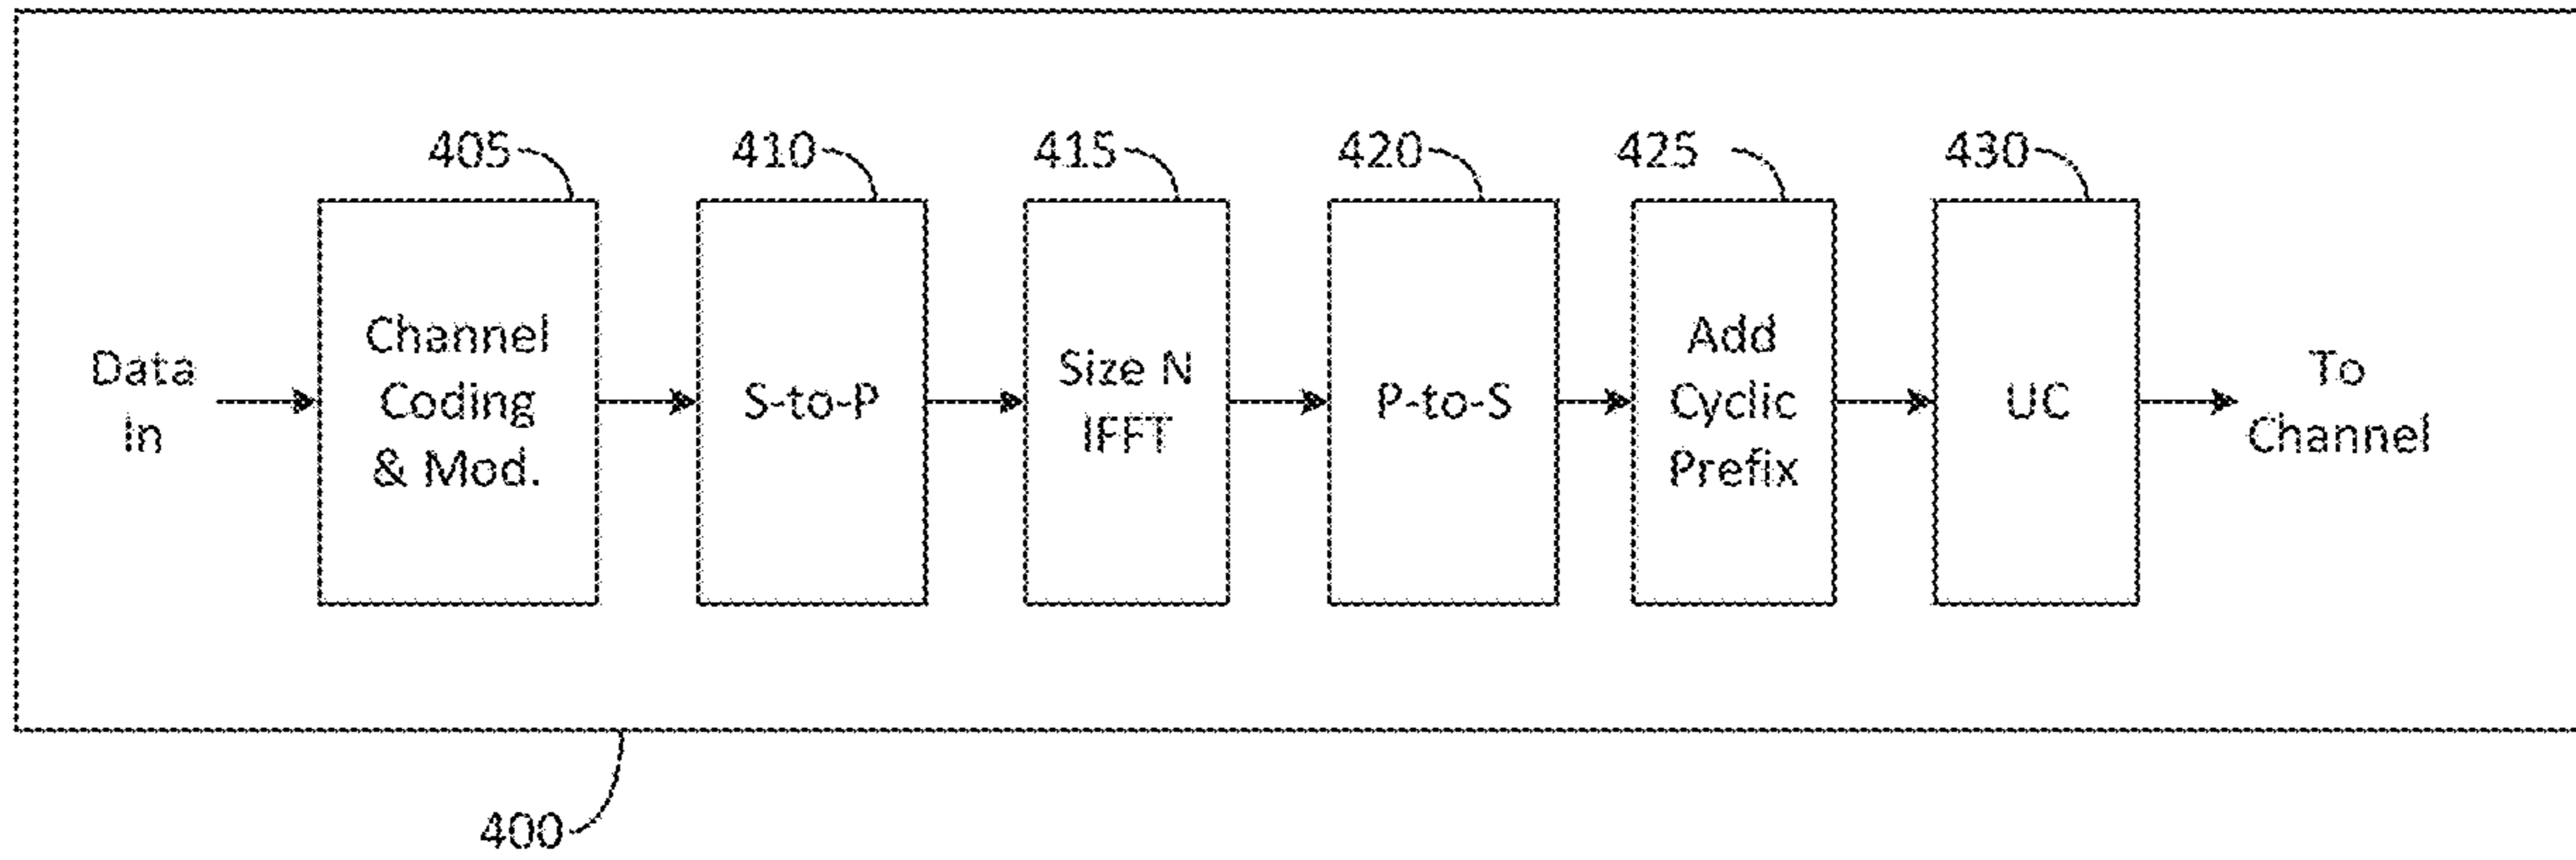 405
410
415
420
425
430
Data
In
Channel
Coding
& Mod.
S-to-P
Size N
IFFT
P-to-S
Add
Cyclic
Prefix
UC
To
Channel
400